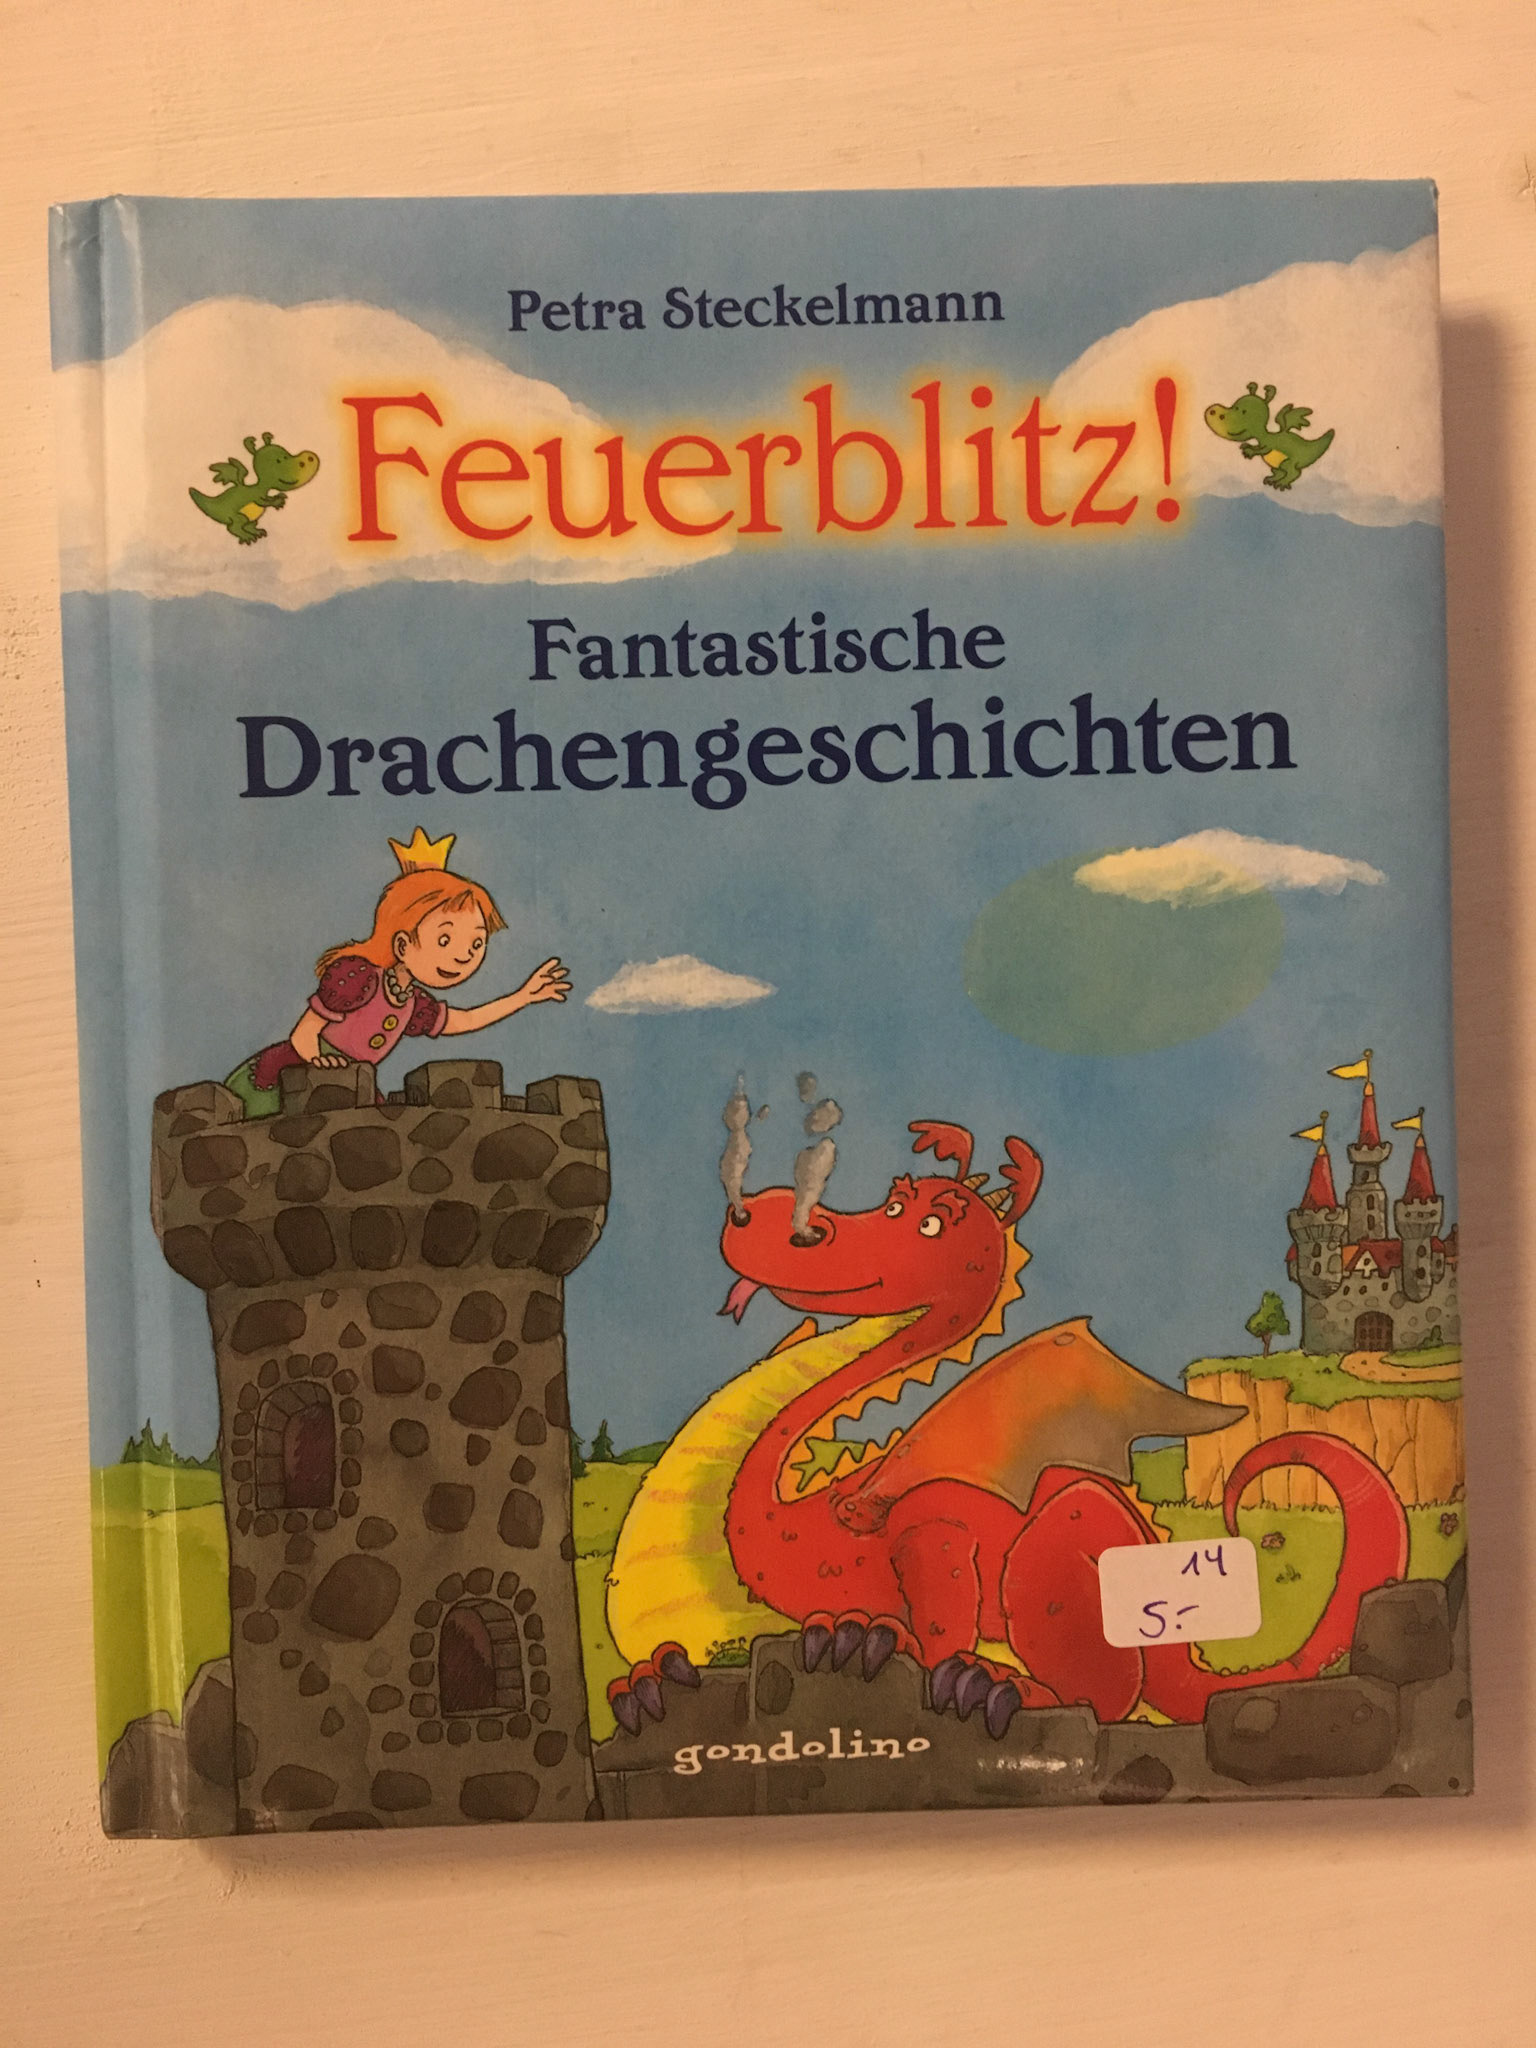 Petra Steckelmann
Feuerblitz!
Fantastische
Drachengeschichten
14
5.-
gondolino